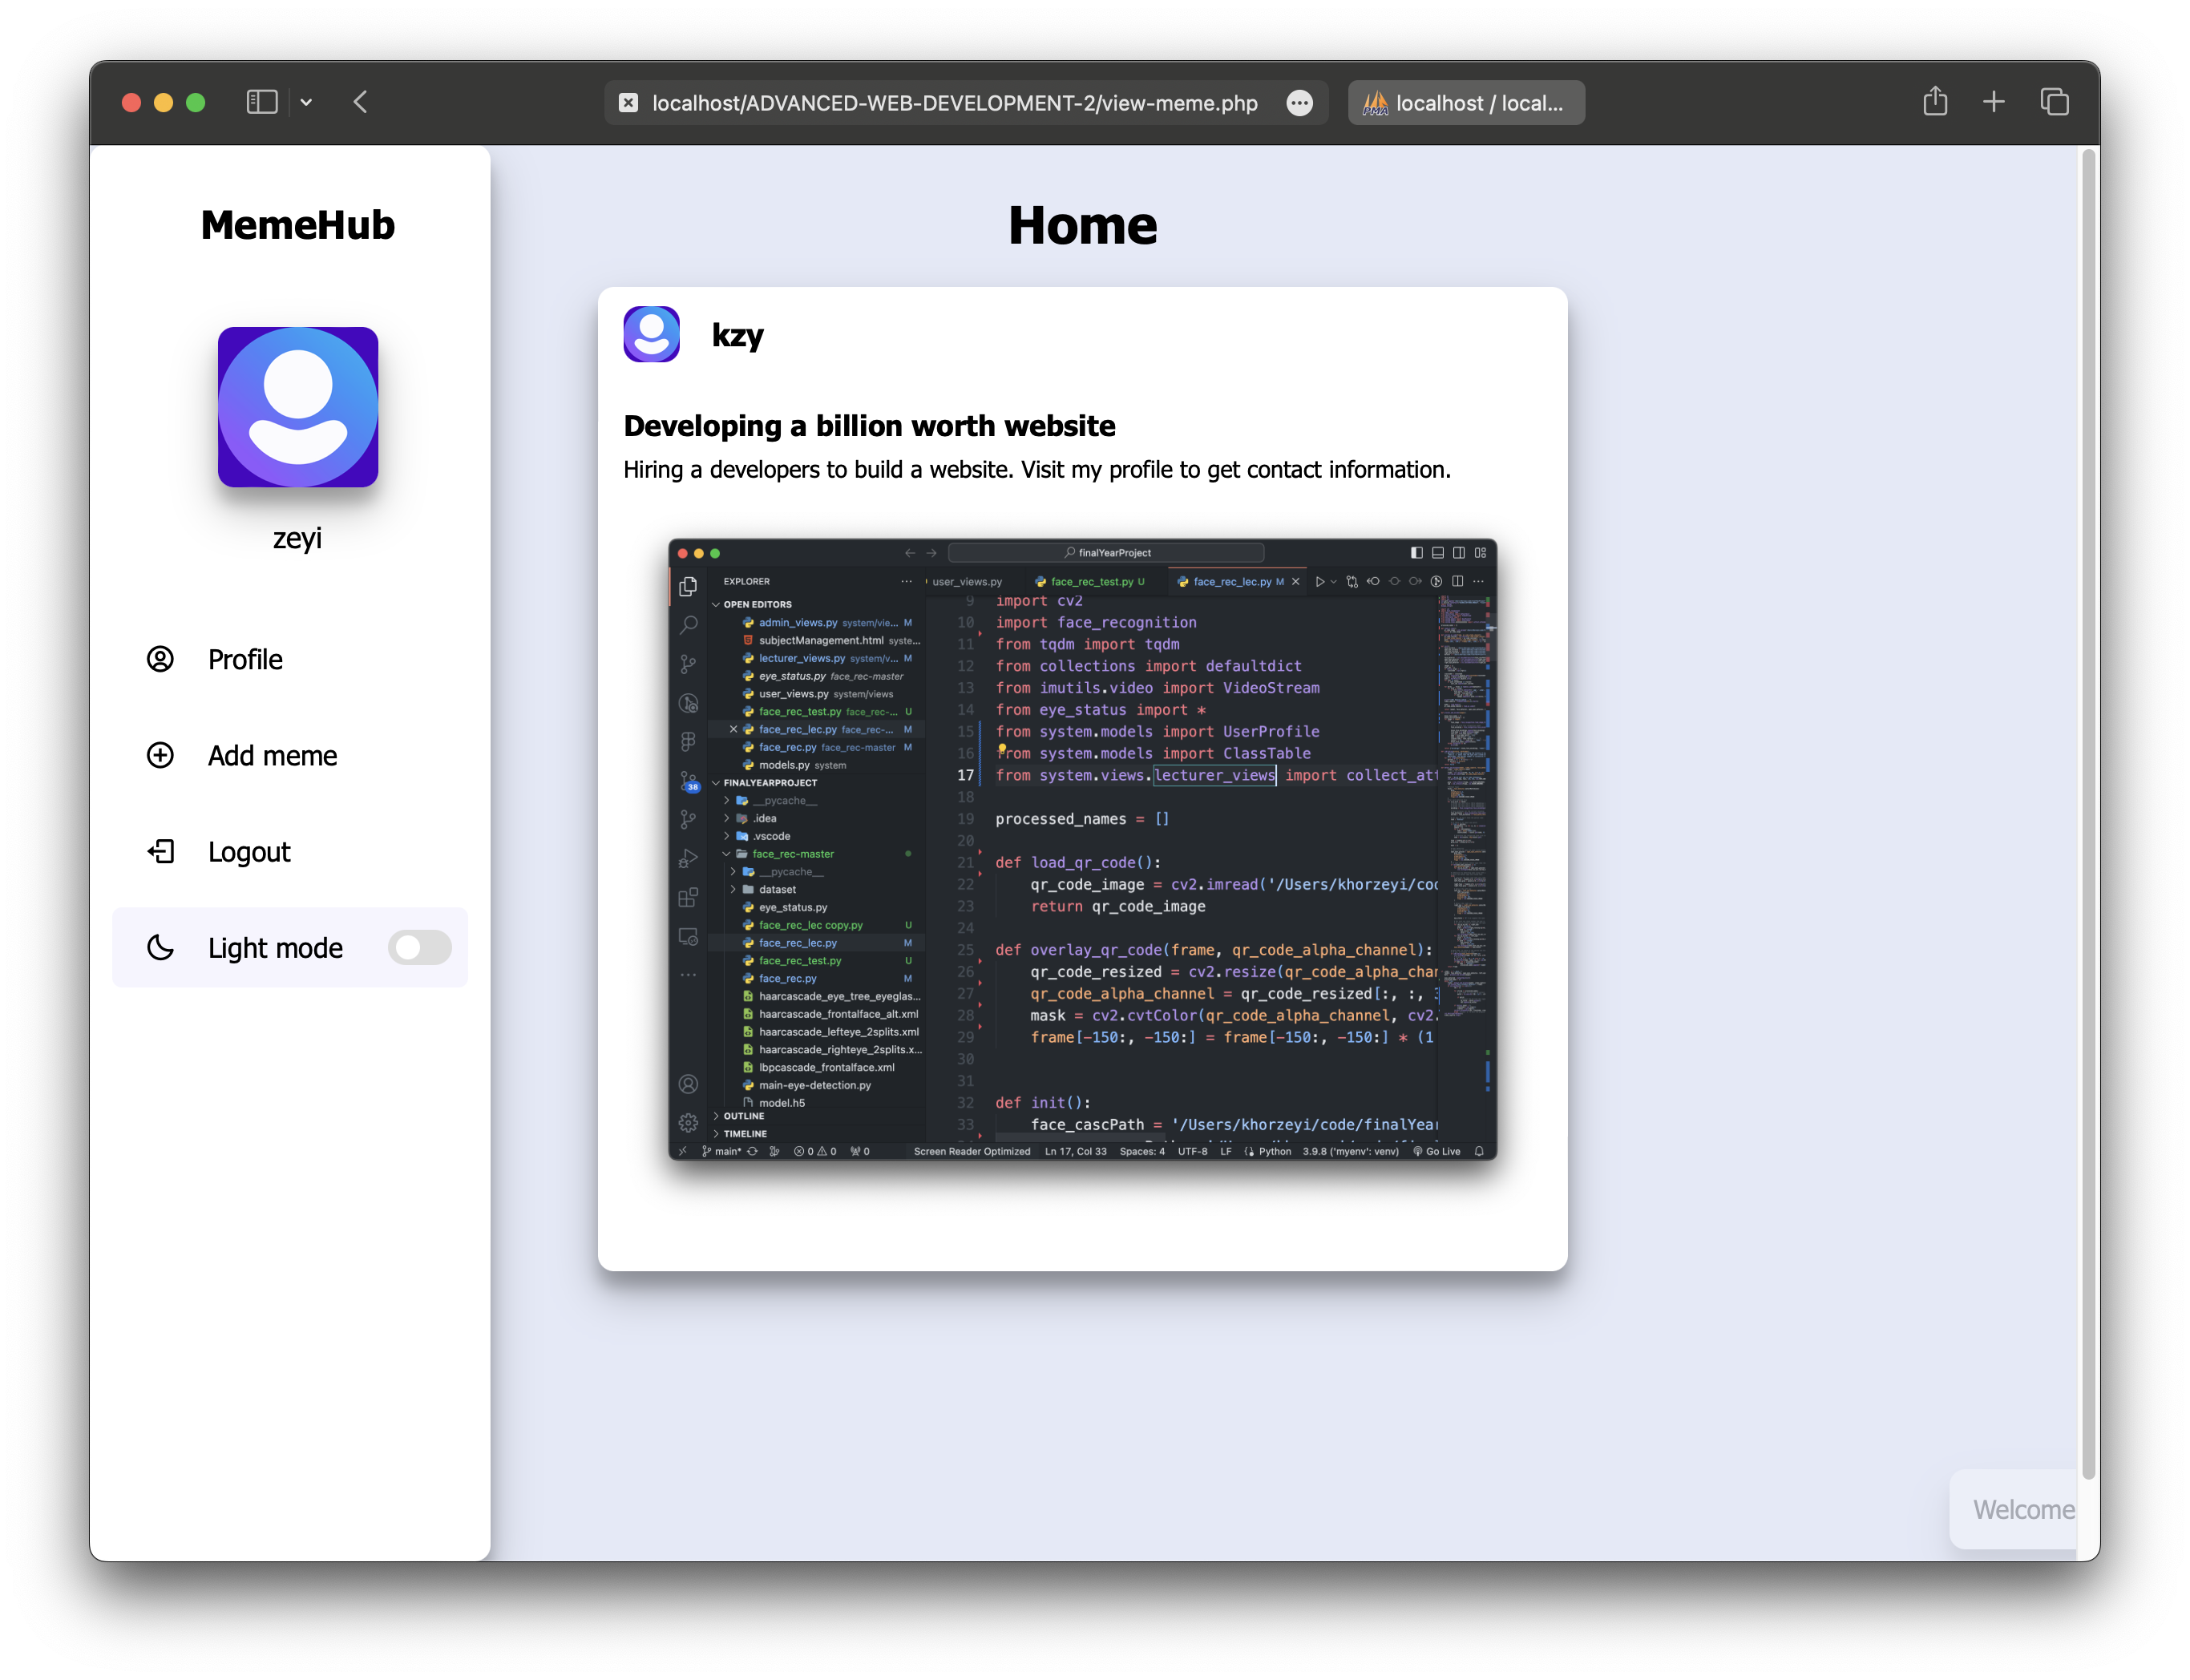 localhost/ADVANCED-WEB-DEVELOPMENT-2/view-meme.php
localhost / local...
MemeHub
zeyi
Profile
Add meme
Logout
Light mode
Home
kzy
Developing a billion worth website
Hiring a developers to build a website. Visit my profile to get contact information.
finalYearProject
EXPLORER
OPEN EDITORS
admin_views.py system/vie... M
subjectManagement.html syste...
lecturer_views.py system/v... M
eye_status.py face_rec-master
user_views.py system/views
face_rec_test.py face_rec-... U
face_rec_lec.py face_rec-... M
face_rec.py face_rec-master M
models.py system
FINALYEARPROJECT
__pycache__
.idea
.vscode
face_rec-master
__pycache__
dataset
eye_status.py
face_rec_lec copy.py U
face_rec_lec.py M
face_rec_test.py U
face_rec.py M
haarcascade_eye_tree_eyeglas...
haarcascade_frontalface_alt.xml
haarcascade_lefteye_2splits.xml
haarcascade_righteye_2splits.x...
lbpcascade_frontalface.xml
main-eye-detection.py
model.h5
OUTLINE
TIMELINE
38
user_views.py face_rec_test.py U face_rec_lec.py M
9 import cv2
10 import face_recognition
11 from tqdm import tqdm
12 from collections import defaultdict
13 from imutils.video import VideoStream
14 from eye_status import *
15 from system.models import UserProfile
16 from system.models import ClassTable
17 from system.views.lecturer_views import collect_att
18
19 processed_names = []
20
21 def load_qr_code():
22 qr_code_image = cv2.imread('/Users/khorzeyi/cod
23 return qr_code_image
24
25 def overlay_qr_code(frame, qr_code_alpha_channel):
26 qr_code_resized = cv2.resize(qr_code_alpha_chan
27 qr_code_alpha_channel = qr_code_resized[:, :, 3
28 mask = cv2.cvtColor(qr_code_alpha_channel, cv2.
29 frame[-150:, -150:] = frame[-150:, -150:] * (1
30
31
32 def init():
33 face_cascPath = '/Users/khorzeyi/code/finalYear
main* 0 0 0 Screen Reader Optimized Ln 17, Col 33 Spaces: 4 UTF-8 LF Python 3.9.8 ('myenv': venv) Go Live
Welcome